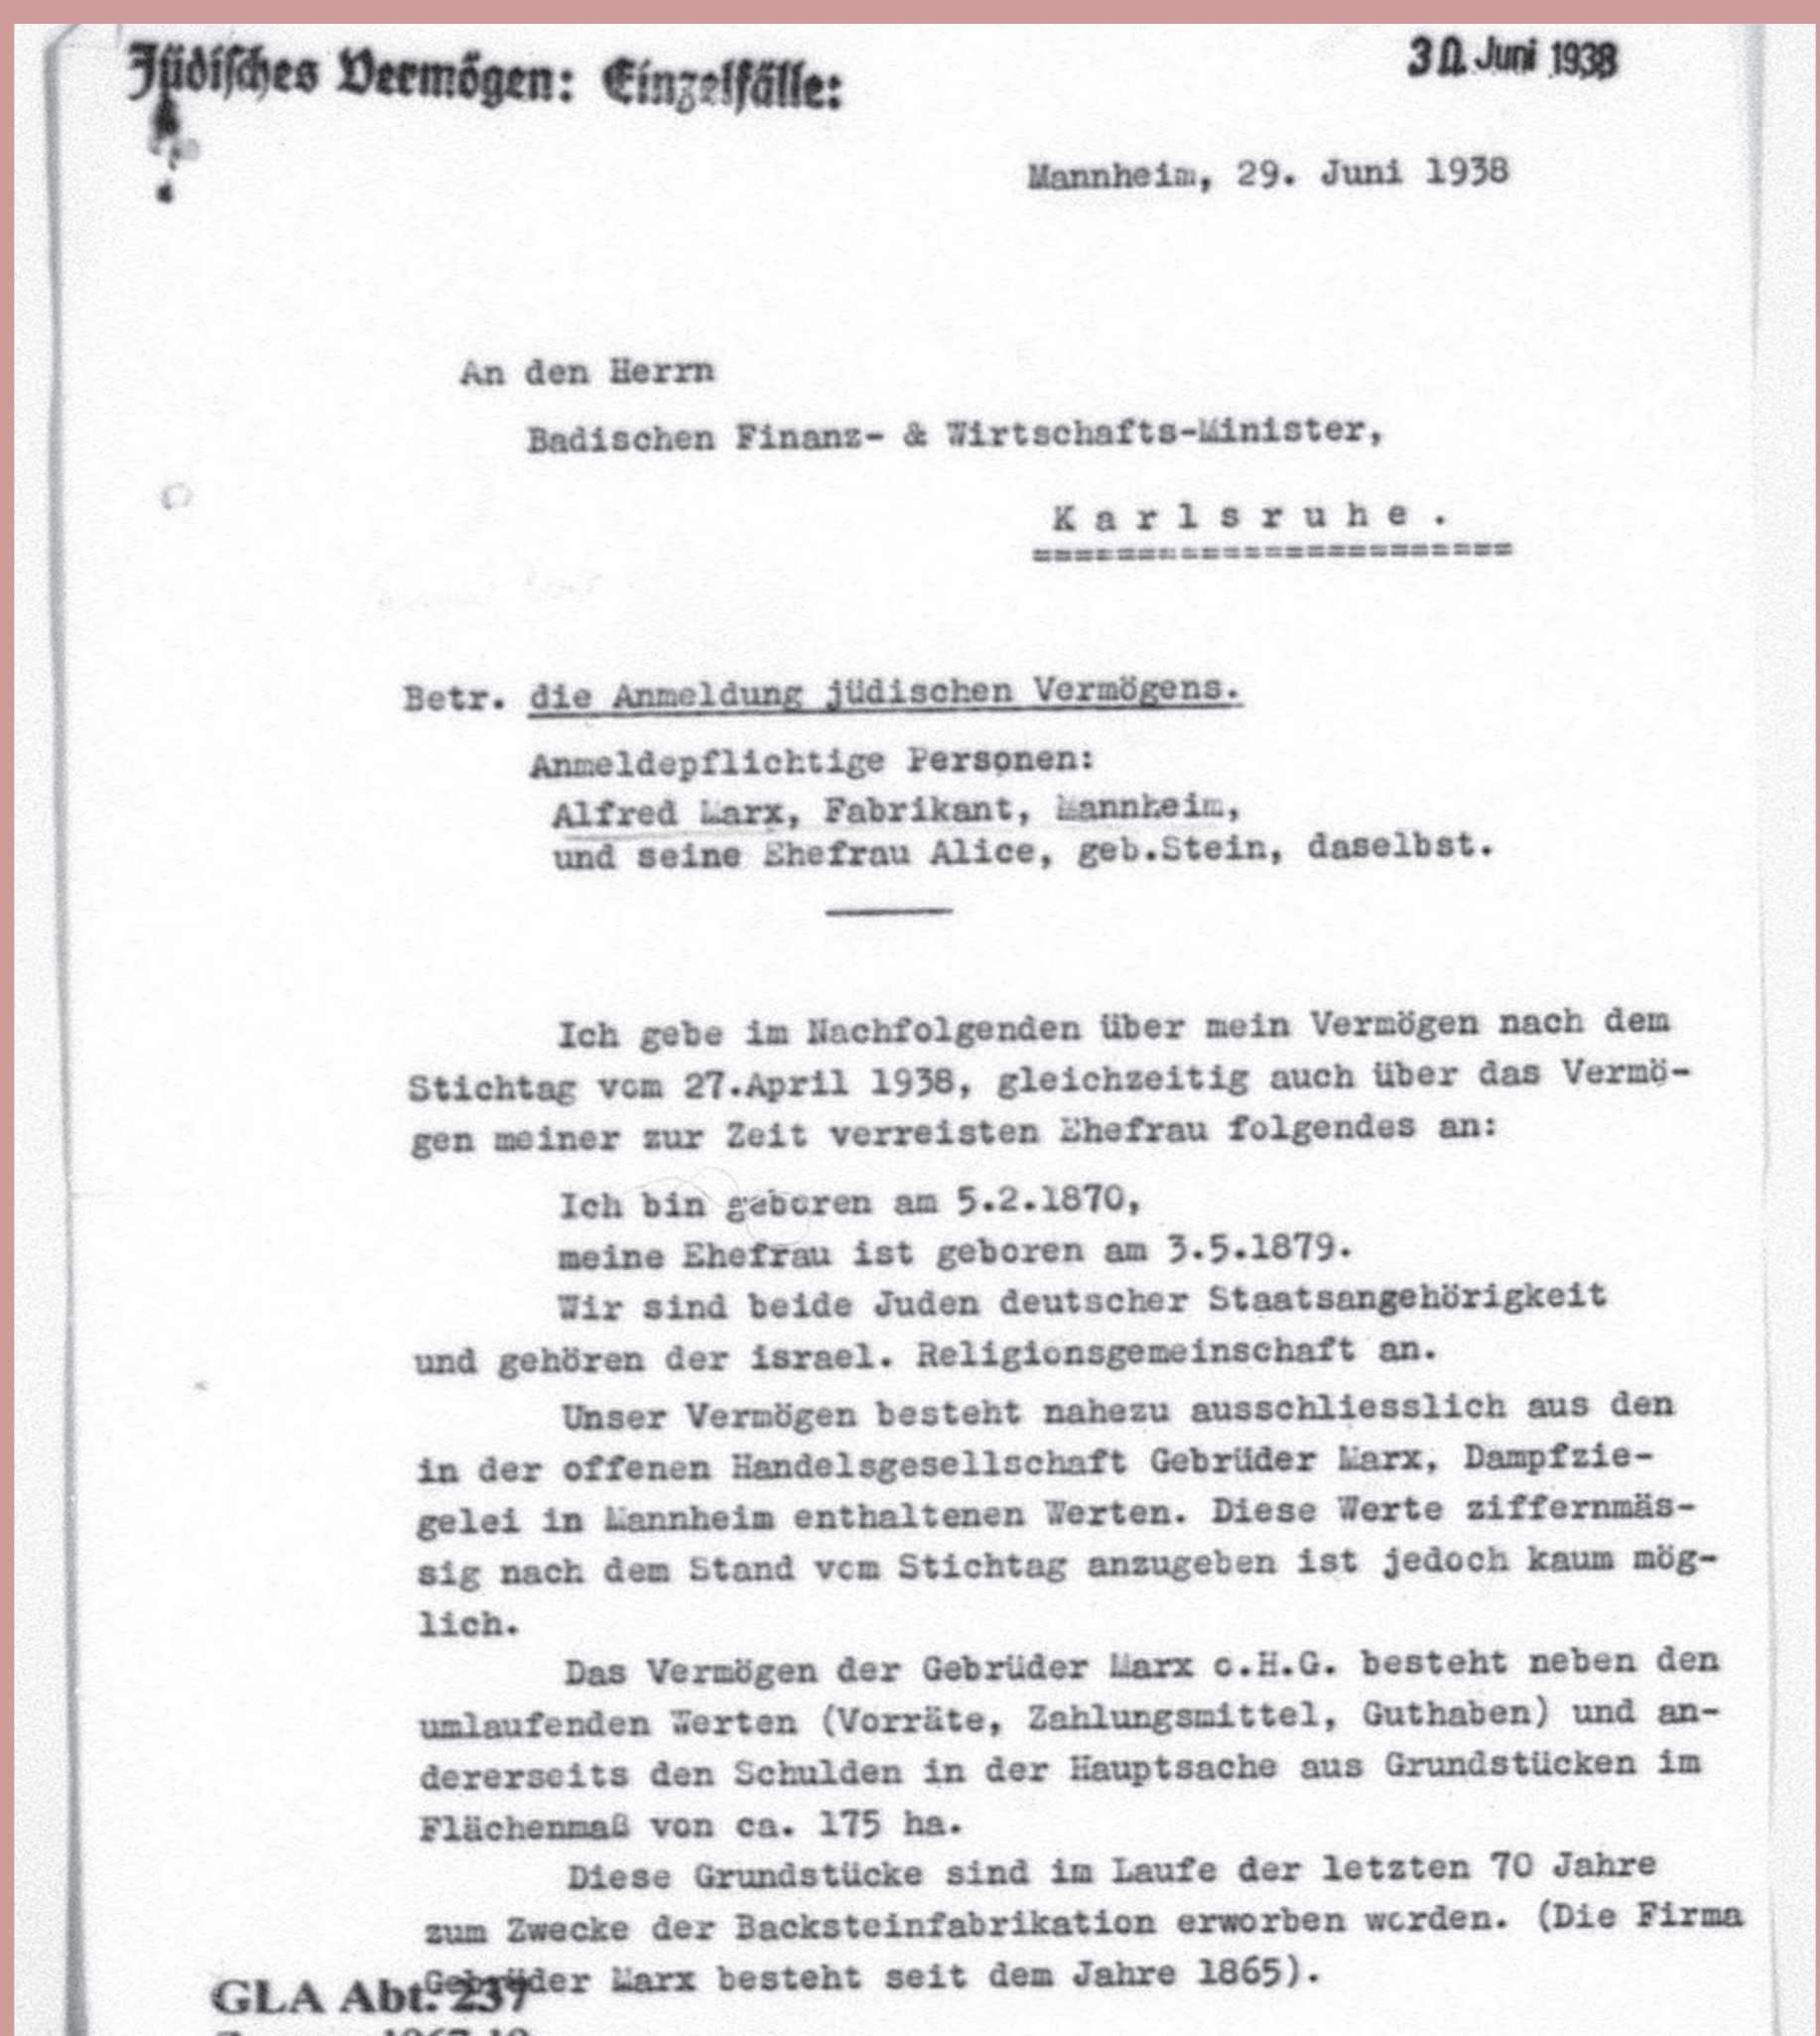 Jüdisches Vermögen: Einzelfälle:
30. Juni 1938
Mannheim, 29. Juni 1938
An den Herrn
Badischen Finanz- & Wirtschafts-Minister,
Karlsruhe.
=======================
Betr. die Anmeldung jüdischen Vermögens.
Anmeldepflichtige Personen:
Alfred Marx, Fabrikant, Mannheim,
und seine Ehefrau Alice, geb.Stein, daselbst.
Ich gebe im Nachfolgenden über mein Vermögen nach dem
Stichtag vom 27.April 1938, gleichzeitig auch über das Vermö-
gen meiner zur Zeit verreisten Ehefrau folgendes an:
Ich bin geboren am 5.2.1870,
meine Ehefrau ist geboren am 3.5.1879.
Wir sind beide Juden deutscher Staatsangehörigkeit
und gehören der israel. Religionsgemeinschaft an.
Unser Vermögen besteht nahezu ausschliesslich aus den
in der offenen Handelsgesellschaft Gebrüder Marx, Dampfzie-
gelei in Mannheim enthaltenen Werten. Diese Werte ziffernmäs-
sig nach dem Stand vom Stichtag anzugeben ist jedoch kaum mög-
lich.
Das Vermögen der Gebrüder Marx o.H.G. besteht neben den
umlaufenden Werten (Vorräte, Zahlungsmittel, Guthaben) und an-
dererseits den Schulden in der Hauptsache aus Grundstücken im
Flächenmaß von ca. 175 ha.
Diese Grundstücke sind im Laufe der letzten 70 Jahre
zum Zwecke der Backsteinfabrikation erworben worden. (Die Firma
Gebrüder Marx besteht seit dem Jahre 1865).
GLA Abt. 237